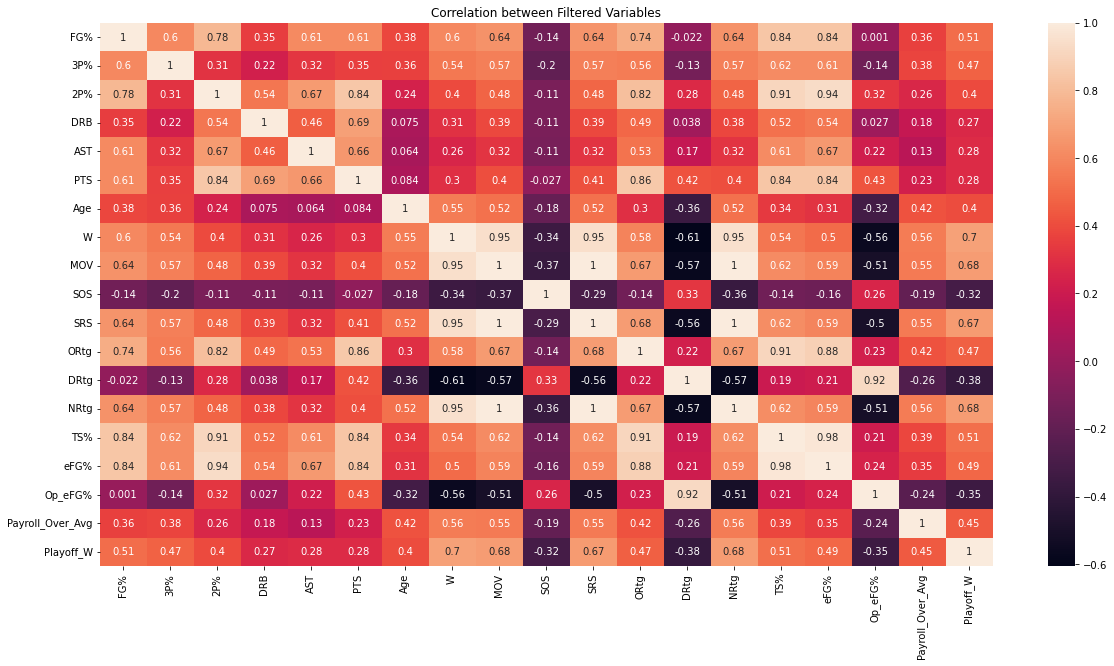 Correlation between Filtered Variables
FG% 1 0.6 0.78 0.35 0.61 0.61 0.38 0.6 0.64 -0.14 0.64 0.74 -0.022 0.64 0.84 0.84 0.001 0.36 0.51
3P% 0.6 1 0.31 0.22 0.32 0.35 0.36 0.54 0.57 -0.2 0.57 0.56 -0.13 0.57 0.62 0.61 -0.14 0.38 0.47
2P% 0.78 0.31 1 0.54 0.67 0.84 0.24 0.4 0.48 -0.11 0.48 0.82 0.28 0.48 0.91 0.94 0.32 0.26 0.4
DRB 0.35 0.22 0.54 1 0.46 0.69 0.075 0.31 0.39 -0.11 0.39 0.49 0.038 0.38 0.52 0.54 0.027 0.18 0.27
AST 0.61 0.32 0.67 0.46 1 0.66 0.064 0.26 0.32 -0.11 0.32 0.53 0.17 0.32 0.61 0.67 0.22 0.13 0.28
PTS 0.61 0.35 0.84 0.69 0.66 1 0.084 0.3 0.4 -0.027 0.41 0.86 0.42 0.4 0.84 0.84 0.43 0.23 0.28
Age 0.38 0.36 0.24 0.075 0.064 0.084 1 0.55 0.52 -0.18 0.52 0.3 -0.36 0.52 0.34 0.31 -0.32 0.42 0.4
W 0.6 0.54 0.4 0.31 0.26 0.3 0.55 1 0.95 -0.34 0.95 0.58 -0.61 0.95 0.54 0.5 -0.56 0.56 0.7
MOV 0.64 0.57 0.48 0.39 0.32 0.4 0.52 0.95 1 -0.37 1 0.67 -0.57 1 0.62 0.59 -0.51 0.55 0.68
SOS -0.14 -0.2 -0.11 -0.11 -0.11 -0.027 -0.18 -0.34 -0.37 1 -0.29 -0.14 0.33 -0.36 -0.14 -0.16 0.26 -0.19 -0.32
SRS 0.64 0.57 0.48 0.39 0.32 0.41 0.52 0.95 1 -0.29 1 0.68 -0.56 1 0.62 0.59 -0.5 0.55 0.67
ORtg 0.74 0.56 0.82 0.49 0.53 0.86 0.3 0.58 0.67 -0.14 0.68 1 0.22 0.67 0.91 0.88 0.23 0.42 0.47
DRtg -0.022 -0.13 0.28 0.038 0.17 0.42 -0.36 -0.61 -0.57 0.33 -0.56 0.22 1 -0.57 0.19 0.21 0.92 -0.26 -0.38
NRtg 0.64 0.57 0.48 0.38 0.32 0.4 0.52 0.95 1 -0.36 1 0.67 -0.57 1 0.62 0.59 -0.51 0.56 0.68
TS% 0.84 0.62 0.91 0.52 0.61 0.84 0.34 0.54 0.62 -0.14 0.62 0.91 0.19 0.62 1 0.98 0.21 0.39 0.51
eFG% 0.84 0.61 0.94 0.54 0.67 0.84 0.31 0.5 0.59 -0.16 0.59 0.88 0.21 0.59 0.98 1 0.24 0.35 0.49
Op_eFG% 0.001 -0.14 0.32 0.027 0.22 0.43 -0.32 -0.56 -0.51 0.26 -0.5 0.23 0.92 -0.51 0.21 0.24 1 -0.24 -0.35
Payroll_Over_Avg 0.36 0.38 0.26 0.18 0.13 0.23 0.42 0.56 0.55 -0.19 0.55 0.42 -0.26 0.56 0.39 0.35 -0.24 1 0.45
Playoff_W 0.51 0.47 0.4 0.27 0.28 0.28 0.4 0.7 0.68 -0.32 0.67 0.47 -0.38 0.68 0.51 0.49 -0.35 0.45 1
FG% 3P% 2P% DRB AST PTS Age W MOV SOS SRS ORtg DRtg NRtg TS% eFG% Op_eFG% Payroll_Over_Avg Playoff_W
1.0
0.8
0.6
0.4
0.2
0.0
-0.2
-0.4
-0.6